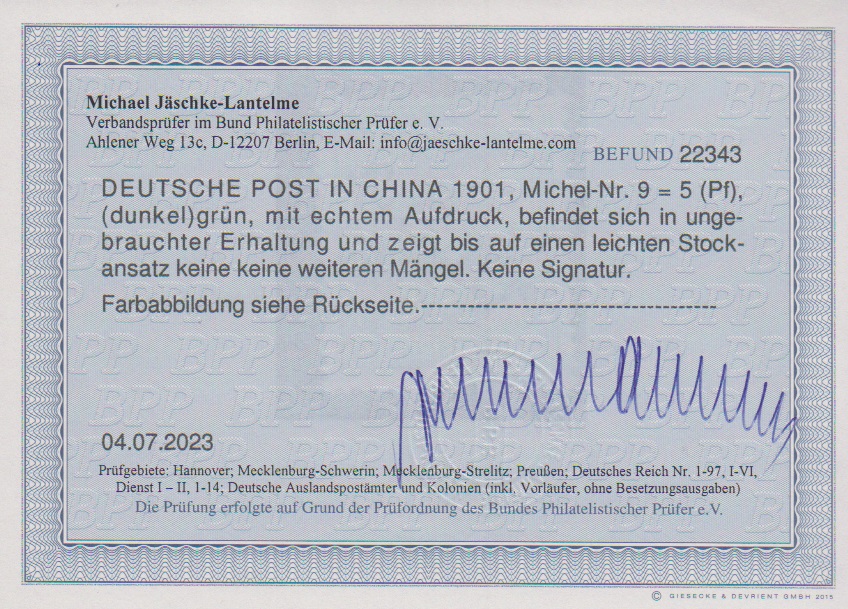 Michael Jäschke-Lantelme
Verbandsprüfer im Bund Philatelistischer Prüfer e. V.
Ahlener Weg 13c, D-12207 Berlin, E-Mail: info@jaeschke-lantelme.com
BEFUND 22343
DEUTSCHE POST IN CHINA 1901, Michel-Nr. 9 = 5 (Pf),
(dunkel)grün, mit echtem Aufdruck, befindet sich in unge-
brauchter Erhaltung und zeigt bis auf einen leichten Stock-
ansatz keine keine weiteren Mängel. Keine Signatur.
Farbabbildung siehe Rückseite.-------------------------------------
04.07.2023
Prüfgebiete: Hannover; Mecklenburg-Schwerin; Mecklenburg-Strelitz; Preußen; Deutsches Reich Nr. 1-97, I-VI,
Dienst I – II, 1-14; Deutsche Auslandspostämter und Kolonien (inkl. Vorläufer, ohne Besetzungsausgaben)
Die Prüfung erfolgte auf Grund der Prüfordnung des Bundes Philatelistischer Prüfer e.V.
© GIESECKE & DEVRIENT GMBH 2015